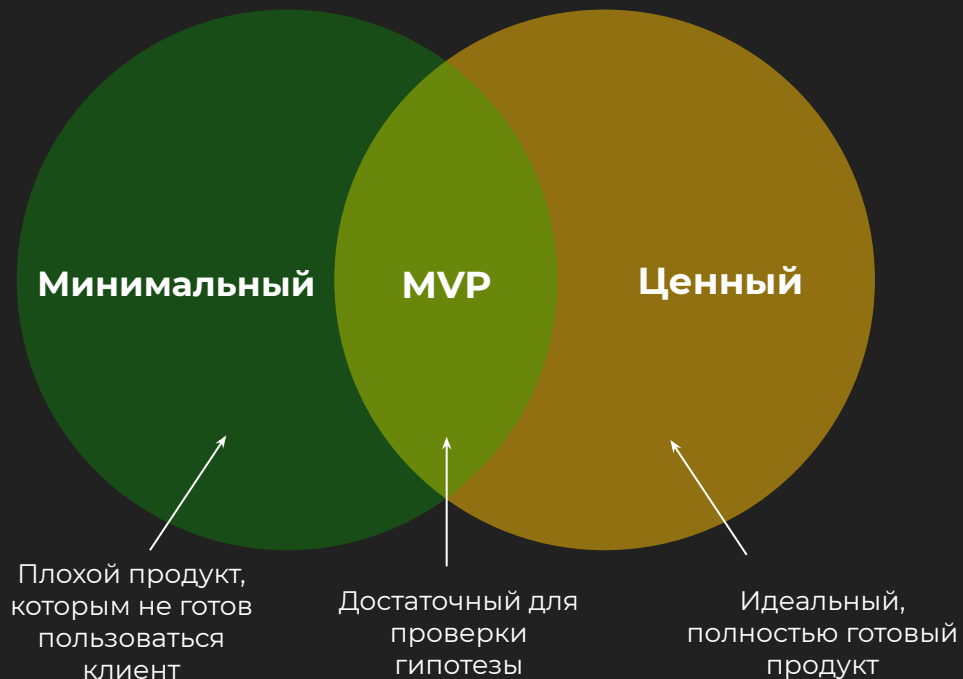 Минимальный
MVP
Ценный
Плохой продукт,
которым не готов
пользоваться
клиент
Достаточный для
проверки
гипотезы
Идеальный,
полностью готовый
продукт